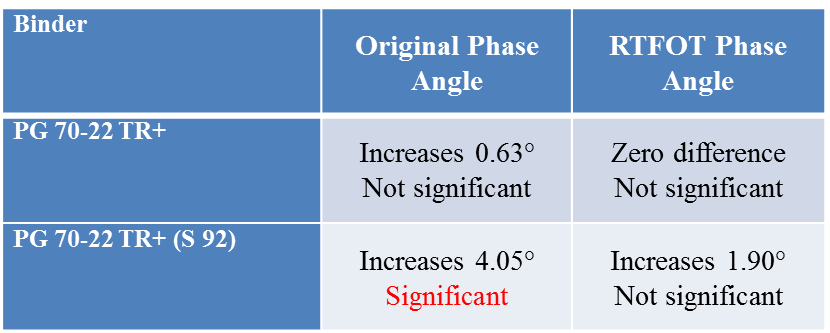 Binder
Original Phase
Angle
RTFOT Phase
Angle
PG 70-22 TR+
Increases 0.63°
Not significant
Zero difference
Not significant
PG 70-22 TR+ (S 92)
Increases 4.05°
Significant
Increases 1.90°
Not significant